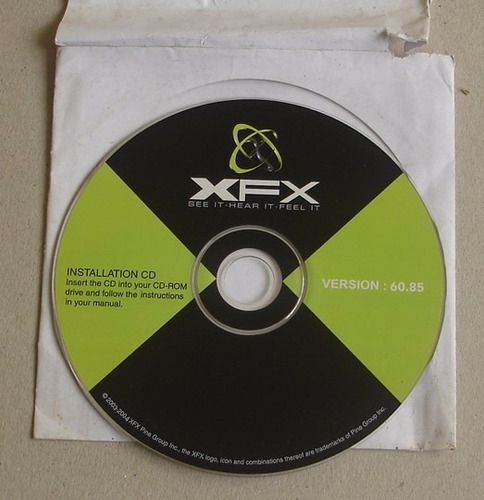 XFX
SEE IT·HEAR IT·FEEL IT
INSTALLATION CD
Insert the CD into your CD-ROM
drive and follow the instructions
in your manual.
VERSION : 60.85
© 2003-2004 XFX Pine Group Inc., the XFX logo, icon and combinations thereof are trademarks of Pine Group Inc.